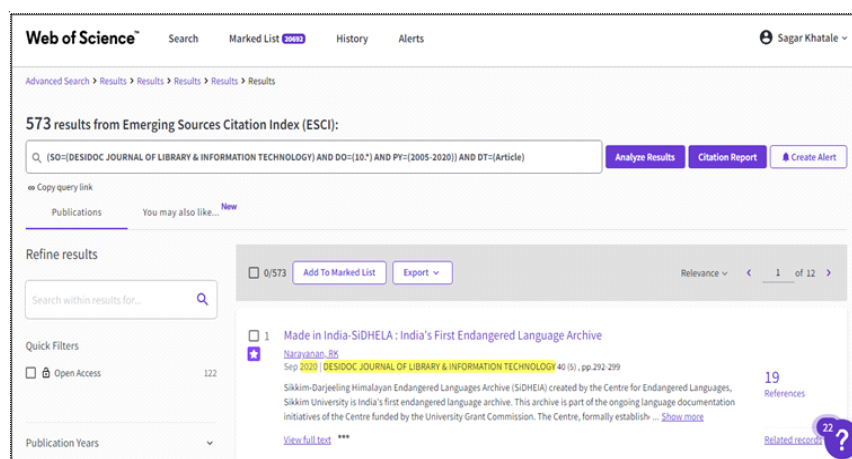 Web of Science™ Search Marked List 20692 History Alerts Sagar Khatale
Advanced Search > Results > Results > Results > Results > Results
573 results from Emerging Sources Citation Index (ESCI):
(SO=(DESIDOC JOURNAL OF LIBRARY & INFORMATION TECHNOLOGY) AND DO=(10.*) AND PY=(2005-2020)) AND DT=(Article) Analyze Results Citation Report Create Alert
Copy query link
Publications You may also like... New
Refine results
0/573 Add To Marked List Export Relevance < 1 of 12 >
Search within results for...
1 Made in India-SiDHELA : India's First Endangered Language Archive
Narayanan, RK
Quick Filters
Sep 2020 | DESIDOC JOURNAL OF LIBRARY & INFORMATION TECHNOLOGY 40 (5) , pp.292-299
Open Access 122
19
References
Sikkim-Darjeeling Himalayan Endangered Languages Archive (SiDHElA) created by the Centre for Endangered Languages,
Sikkim University is India's first endangered language archive. This archive is part of the ongoing language documentation
initiatives of the Centre funded by the University Grant Commission. The Centre, formally establish ... Show more
Publication Years
View full text ***
Related records
22
?